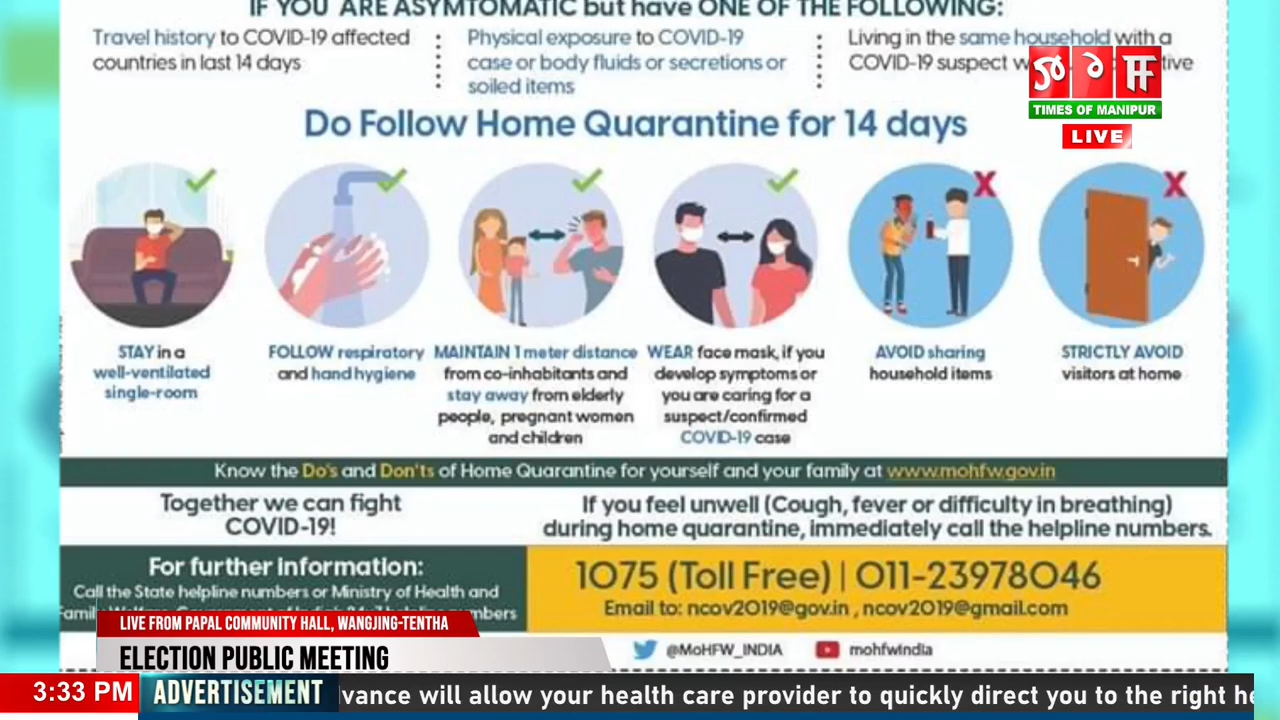 IF YOU ARE ASYMTOMATIC but have ONE OF THE FOLLOWING:
Travel history to COVID-19 affected
countries in last 14 days
Physical exposure to COVID-19
case or body fluids or secretions or
soiled items
Living in the same household with a
COVID-19 suspect
TIMES OF MANIPUR
LIVE
Do Follow Home Quarantine for 14 days
STAY in a
well-ventilated
single-room
FOLLOW respiratory
and hand hygiene
MAINTAIN 1 meter distance
from co-inhabitants and
stay away from elderly
people, pregnant women
and children
WEAR face mask, if you
develop symptoms or
you are caring for a
suspect/confirmed
COVID-19 case
AVOID sharing
household items
STRICTLY AVOID
visitors at home
Know the Do's and Don'ts of Home Quarantine for yourself and your family at www.mohfw.gov.in
Together we can fight
COVID-19!
If you feel unwell (Cough, fever or difficulty in breathing)
during home quarantine, immediately call the helpline numbers.
For further information:
Call the State helpline numbers or Ministry of Health and
1075 (Toll Free) | 011-23978046
Email to: ncov2019@gov.in , ncov2019@gmail.com
@MoHFW_INDIA
mohfwindia
LIVE FROM PAPAL COMMUNITY HALL, WANGJING-TENTHA
ELECTION PUBLIC MEETING
3:33 PM
ADVERTISEMENT
vance will allow your health care provider to quickly direct you to the right he